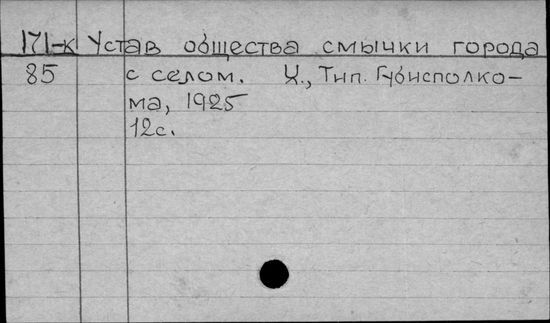 171-к Устав общества смычки города
85 с селом. Х., Тип. Губисполко-
ма, 1925
12с.